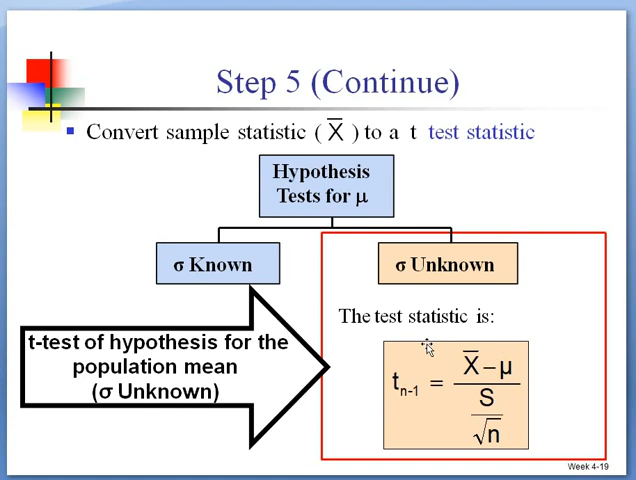 Step 5 (Continue)
Convert sample statistic ( X̅ ) to a t test statistic
Hypothesis
Tests for μ
σ Known
σ Unknown
The test statistic is:
t-test of hypothesis for the
population mean
(σ Unknown)
tₙ₋₁ = (X̅ − μ) / (S / √n)
Week 4-19